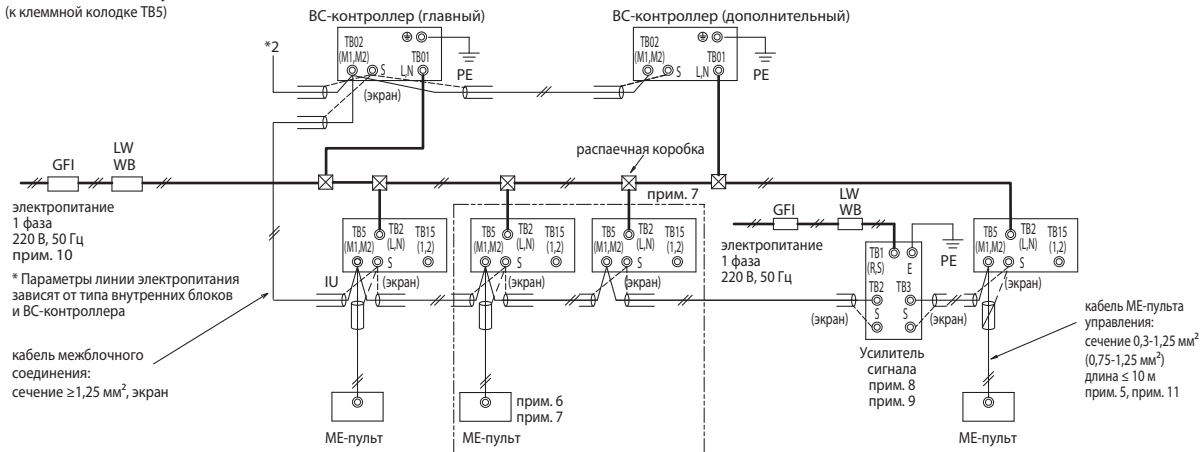 (к клеммной колодке TB5)
BC-контроллер (главный)
BC-контроллер (дополнительный)
*2
TB02
(M1,M2)
S
TB01
L,N
PE
(экран)
TB02
(M1,M2)
S
TB01
L,N
PE
распаечная коробка
GFI
LW
WB
прим. 7
электропитание
1 фаза
220 В, 50 Гц
прим. 10
* Параметры линии электропитания
зависят от типа внутренних блоков
и BC-контроллера
кабель межблочного
соединения:
сечение ≥1,25 мм², экран
TB5
(M1,M2)
TB2
(L,N)
TB15
(1,2)
S
IU
(экран)
ME-пульт
TB5
(M1,M2)
TB2
(L,N)
TB15
(1,2)
S
(экран)
прим. 6
прим. 7
ME-пульт
TB5
(M1,M2)
TB2
(L,N)
TB15
(1,2)
S
(экран)
GFI
LW
WB
электропитание
1 фаза
220 В, 50 Гц
TB1
(R,S)
E
PE
TB2
TB3
S
S
(экран)
(экран)
Усилитель
сигнала
прим. 8
прим. 9
TB5
(M1,M2)
TB2
(L,N)
TB15
(1,2)
S
(экран)
ME-пульт
кабель ME-пульта
управления:
сечение 0,3-1,25 мм²
(0,75-1,25 мм²)
длина ≤ 10 м
прим. 5, прим. 11